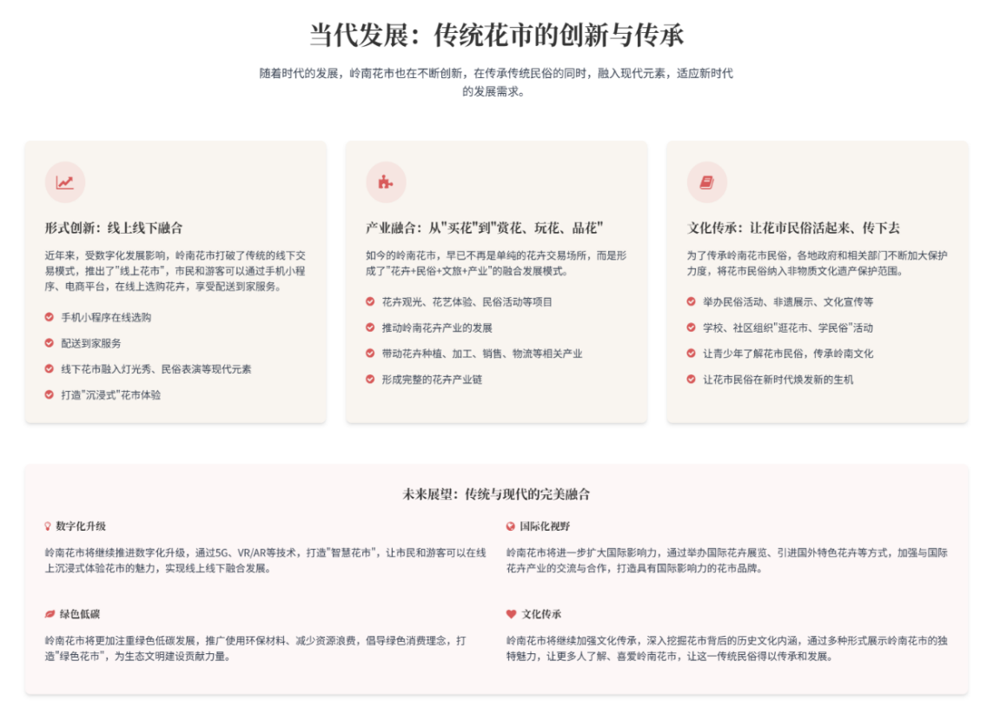 当代发展：传统花市的创新与传承
随着时代的发展，岭南花市也在不断创新，在传承传统民俗的同时，融入现代元素，适应新时代
的发展需求。
形式创新：线上线下融合
近年来，受数字化发展影响，岭南花市打破了传统的线下交
易模式，推出了"线上花市"，市民和游客可以通过手机小程
序、电商平台，在线上选购花卉，享受配送到家服务。
手机小程序在线选购
配送到家服务
线下花市融入灯光秀、民俗表演等现代元素
打造"沉浸式"花市体验
产业融合：从"买花"到"赏花、玩花、品花"
如今的岭南花市，早已不再是单纯的花卉交易场所，而是形
成了"花卉+民俗+文旅+产业"的融合发展模式。
花卉观光、花艺体验、民俗活动等项目
推动岭南花卉产业的发展
带动花卉种植、加工、销售、物流等相关产业
形成完整的花卉产业链
文化传承：让花市民俗活起来、传下去
为了传承岭南花市民俗，各地政府和相关部门不断加大保护
力度，将花市民俗纳入非物质文化遗产保护范围。
举办民俗活动、非遗展示、文化宣传等
学校、社区组织"逛花市、学民俗"活动
让青少年了解花市民俗，传承岭南文化
让花市民俗在新时代焕发新的生机
未来展望：传统与现代的完美融合
数字化升级
岭南花市将继续推进数字化升级，通过5G、VR/AR等技术，打造"智慧花市"，让市民和游客可以在线
上沉浸式体验花市的魅力，实现线上线下融合发展。
国际化视野
岭南花市将进一步扩大国际影响力，通过举办国际花卉展览、引进国外特色花卉等方式，加强与国际
花卉产业的交流与合作，打造具有国际影响力的花市品牌。
绿色低碳
岭南花市将更加注重绿色低碳发展，推广使用环保材料、减少资源浪费，倡导绿色消费理念，打
造"绿色花市"，为生态文明建设贡献力量。
文化传承
岭南花市将继续加强文化传承，深入挖掘花市背后的历史文化内涵，通过多种形式展示岭南花市的独
特魅力，让更多人了解、喜爱岭南花市，让这一传统民俗得以传承和发展。